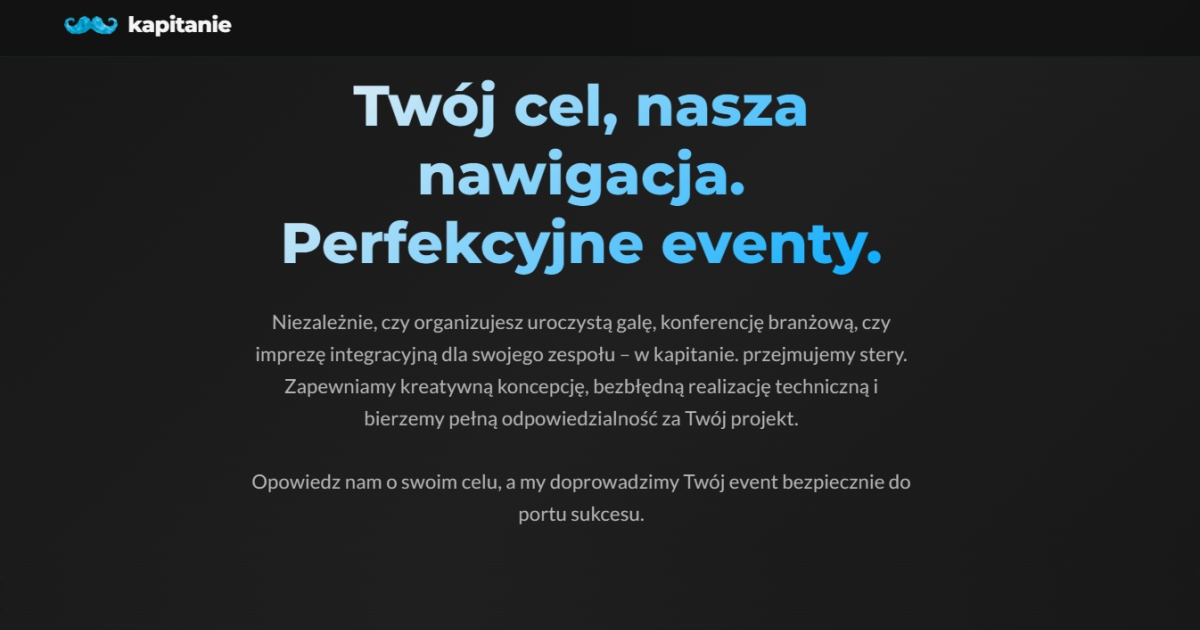 kapitanie
Twój cel, nasza
nawigacja.
Perfekcyjne eventy.
Niezależnie, czy organizujesz uroczystą galę, konferencję branżową, czy
imprezę integracyjną dla swojego zespołu – w kapitanie. przejmujemy stery.
Zapewniamy kreatywną koncepcję, bezbłędną realizację techniczną i
bierzemy pełną odpowiedzialność za Twój projekt.
Opowiedz nam o swoim celu, a my doprowadzimy Twój event bezpiecznie do
portu sukcesu.